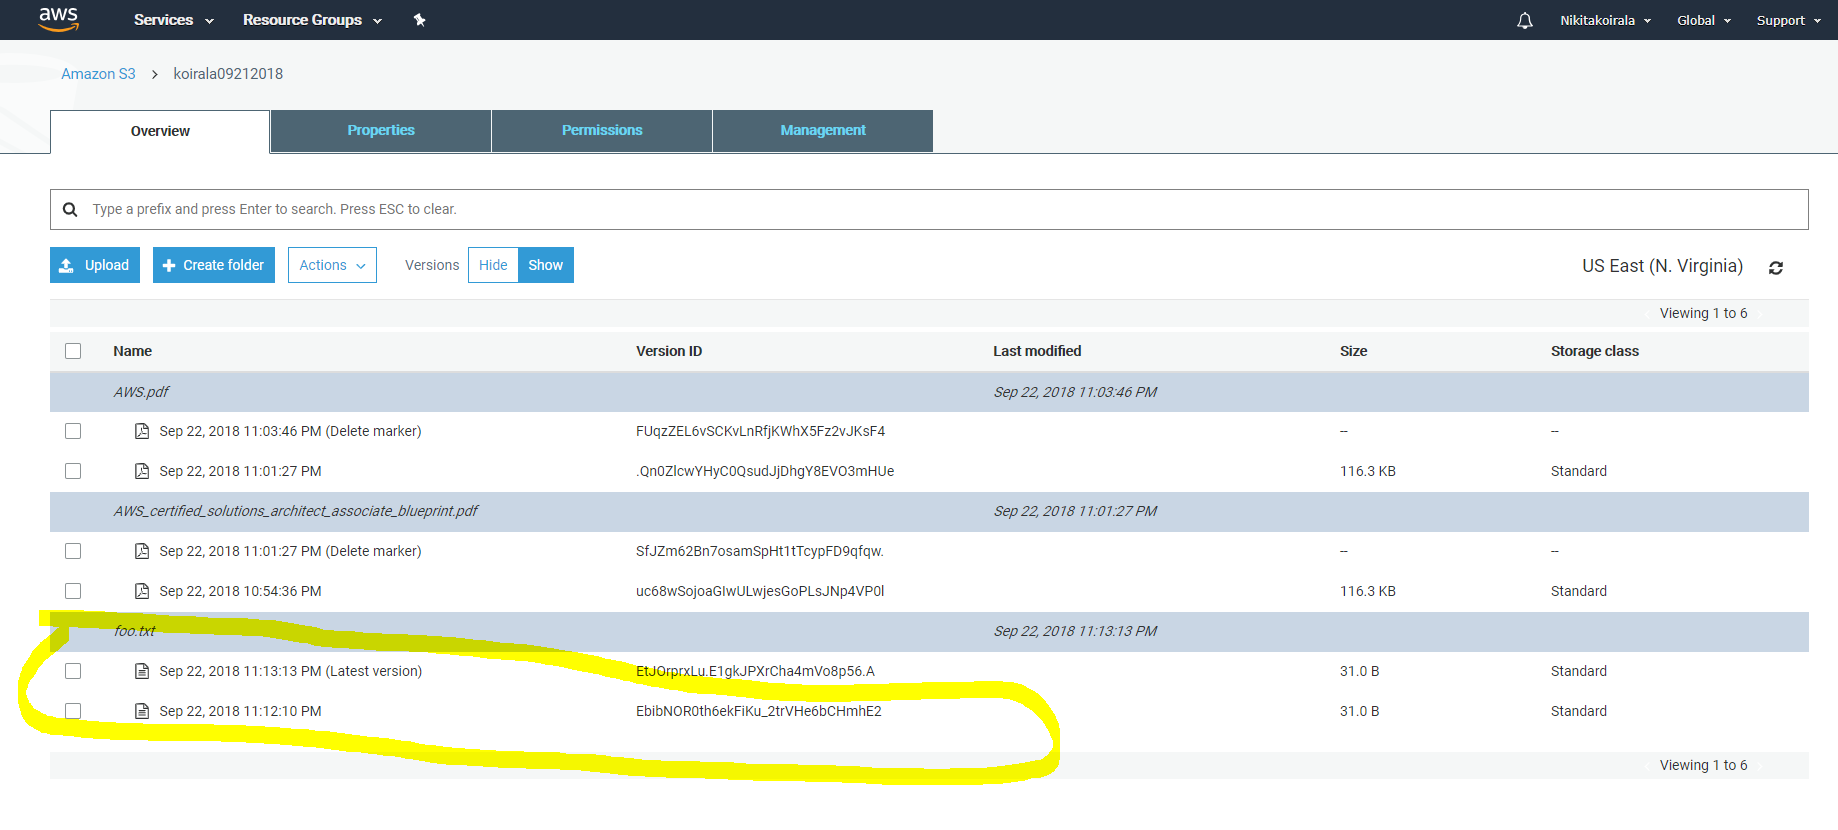 aws Services Resource Groups Nikitakoirala Global Support
Amazon S3 > koirala09212018
Overview Properties Permissions Management
Type a prefix and press Enter to search. Press ESC to clear.
Upload + Create folder Actions Versions Hide Show US East (N. Virginia)
Viewing 1 to 6
Name Version ID Last modified Size Storage class
AWS.pdf Sep 22, 2018 11:03:46 PM
Sep 22, 2018 11:03:46 PM (Delete marker) FUqzZEL6vSCKvLnRfjKWhX5Fz2vJKsF4 -- --
Sep 22, 2018 11:01:27 PM .Qn0ZlcwYHyC0QsudJjDhgY8EVO3mHUe 116.3 KB Standard
AWS_certified_solutions_architect_associate_blueprint.pdf Sep 22, 2018 11:01:27 PM
Sep 22, 2018 11:01:27 PM (Delete marker) SfJZm62Bn7osamSpHt1tTcypFD9qfqw. -- --
Sep 22, 2018 10:54:36 PM uc68wSojoaGIwULwjesGoPLsJNp4VP0l 116.3 KB Standard
foo.txt Sep 22, 2018 11:13:13 PM
Sep 22, 2018 11:13:13 PM (Latest version) EtJOrprxLu.E1gkJPXrCha4mVo8p56.A 31.0 B Standard
Sep 22, 2018 11:12:10 PM EbibNOR0th6ekFiKu_2trVHe6bCHmhE2 31.0 B Standard
Viewing 1 to 6